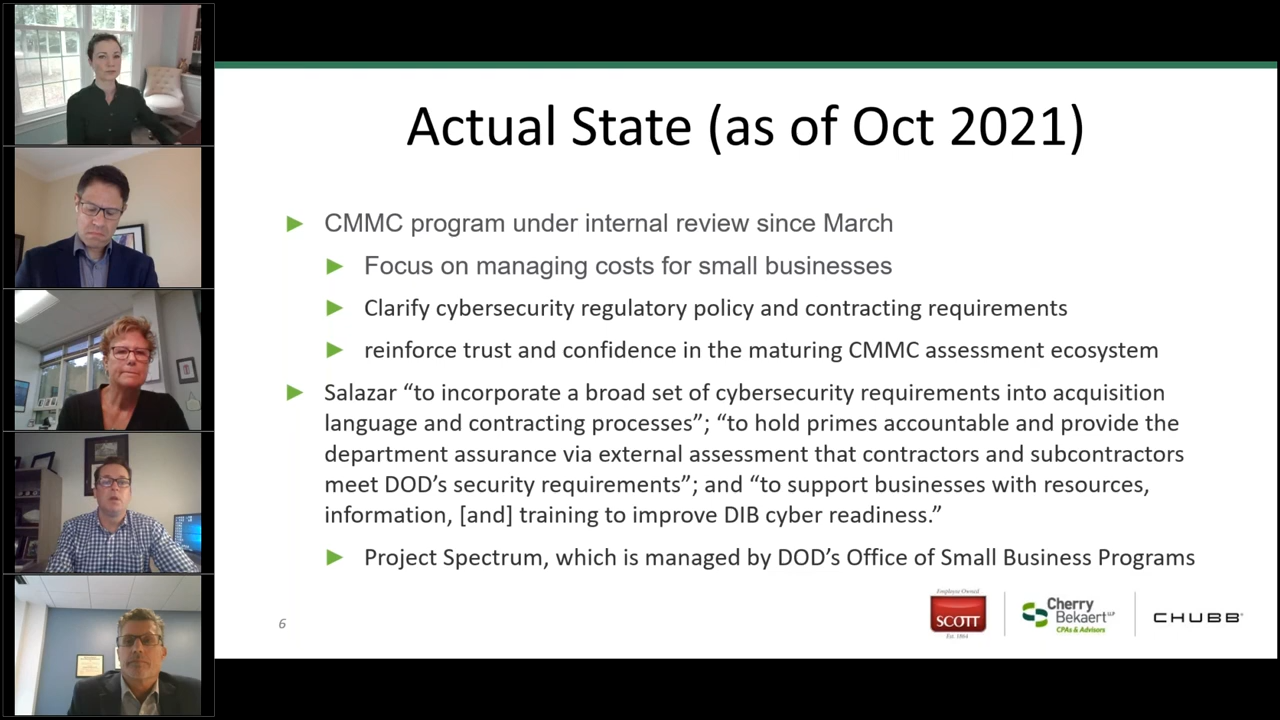 Actual State (as of Oct 2021)
► CMMC program under internal review since March
► Focus on managing costs for small businesses
► Clarify cybersecurity regulatory policy and contracting requirements
► reinforce trust and confidence in the maturing CMMC assessment ecosystem
► Salazar “to incorporate a broad set of cybersecurity requirements into acquisition
language and contracting processes”; “to hold primes accountable and provide the
department assurance via external assessment that contractors and subcontractors
meet DOD’s security requirements”; and “to support businesses with resources,
information, [and] training to improve DIB cyber readiness.”
► Project Spectrum, which is managed by DOD’s Office of Small Business Programs
6
Employee Owned
SCOTT
Est. 1864
Cherry
Bekaert LLP
CPAs & Advisors
CHUBB®